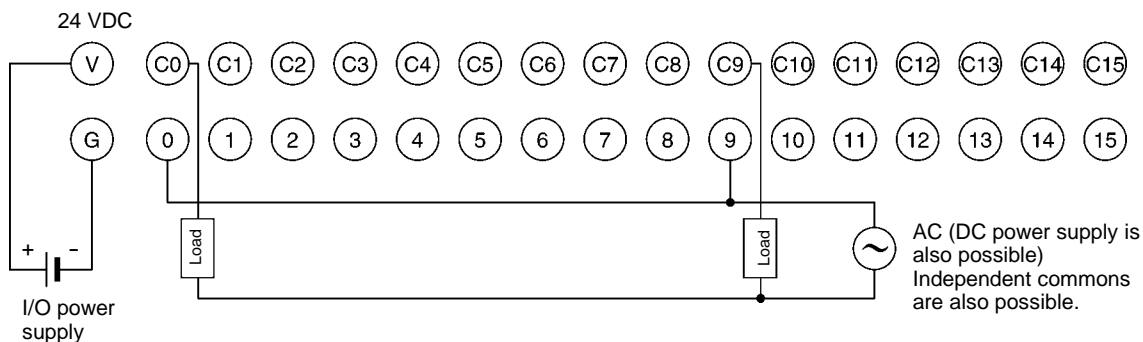 24 VDC
V C0 C1 C2 C3 C4 C5 C6 C7 C8 C9 C10 C11 C12 C13 C14 C15
G 0 1 2 3 4 5 6 7 8 9 10 11 12 13 14 15
+ -
Load
Load
~
I/O power
supply
AC (DC power supply is
also possible)
Independent commons
are also possible.